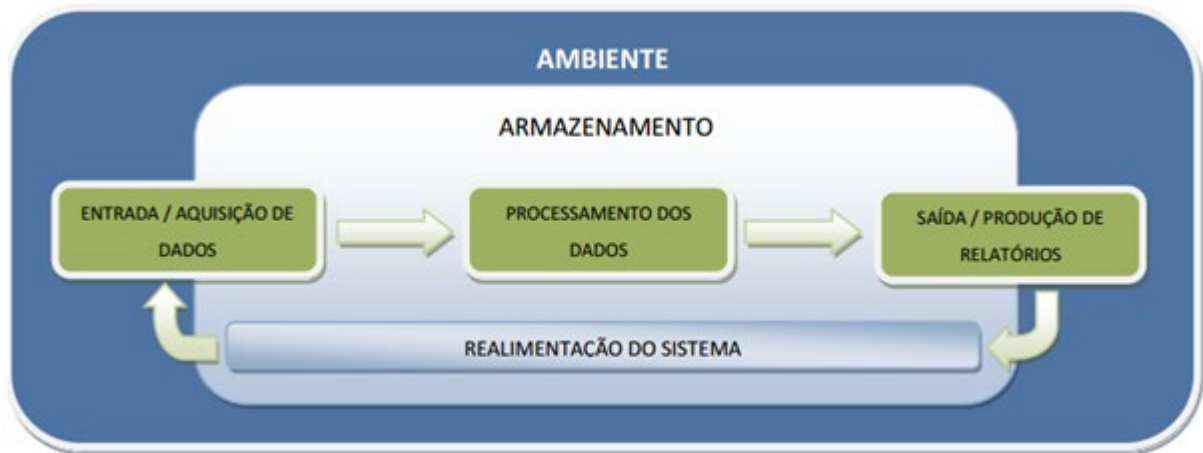 AMBIENTE
ARMAZENAMENTO
ENTRADA / AQUISIÇÃO DE
DADOS
PROCESSAMENTO DOS
DADOS
SAÍDA / PRODUÇÃO DE
RELATÓRIOS
REALIMENTAÇÃO DO SISTEMA